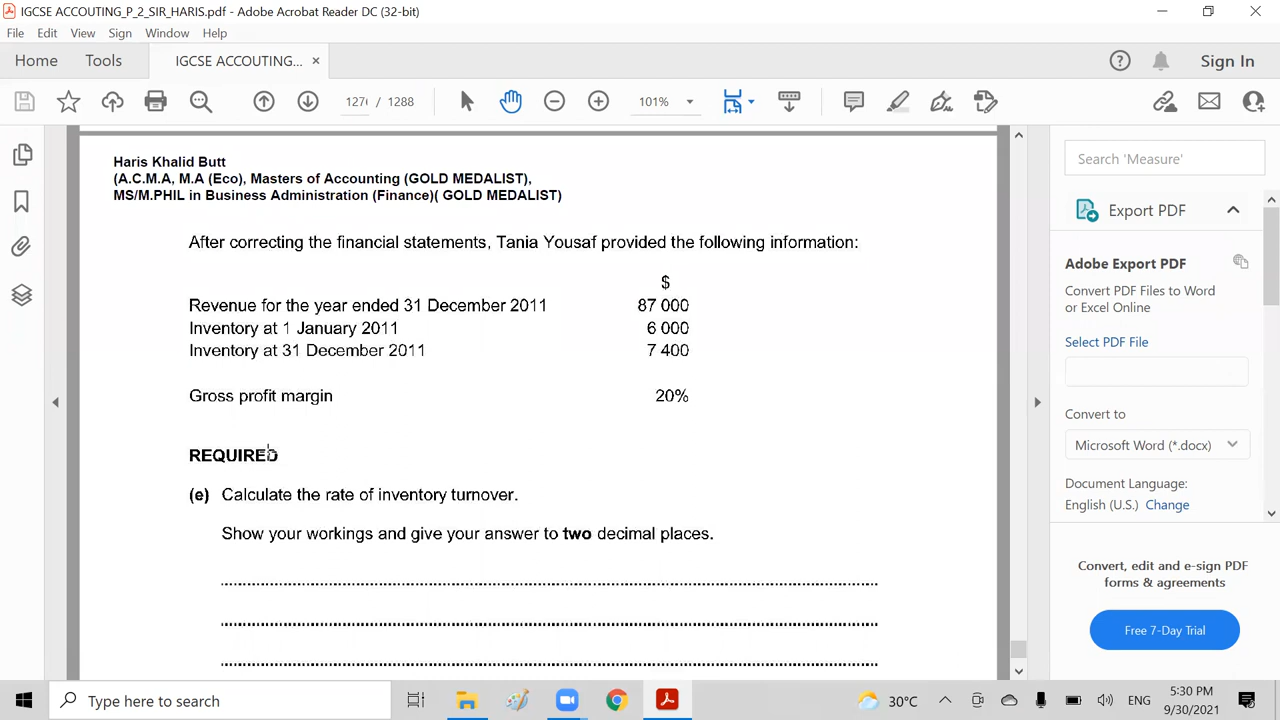 IGCSE ACCOUTING_P_2_SIR_HARIS.pdf - Adobe Acrobat Reader DC (32-bit)
File Edit View Sign Window Help
Home Tools IGCSE ACCOUTING... × Sign In
1276 / 1288 101%
Haris Khalid Butt
(A.C.M.A, M.A (Eco), Masters of Accounting (GOLD MEDALIST),
MS/M.PHIL in Business Administration (Finance)( GOLD MEDALIST)
After correcting the financial statements, Tania Yousaf provided the following information:
$
Revenue for the year ended 31 December 2011 87 000
Inventory at 1 January 2011 6 000
Inventory at 31 December 2011 7 400
Gross profit margin 20%
REQUIRED
(e) Calculate the rate of inventory turnover.
Show your workings and give your answer to two decimal places.
Search 'Measure'
Export PDF
Adobe Export PDF
Convert PDF Files to Word
or Excel Online
Select PDF File
Convert to
Microsoft Word (*.docx)
Document Language:
English (U.S.) Change
Convert, edit and e-sign PDF
forms & agreements
Free 7-Day Trial
Type here to search
30°C ENG 5:30 PM
9/30/2021